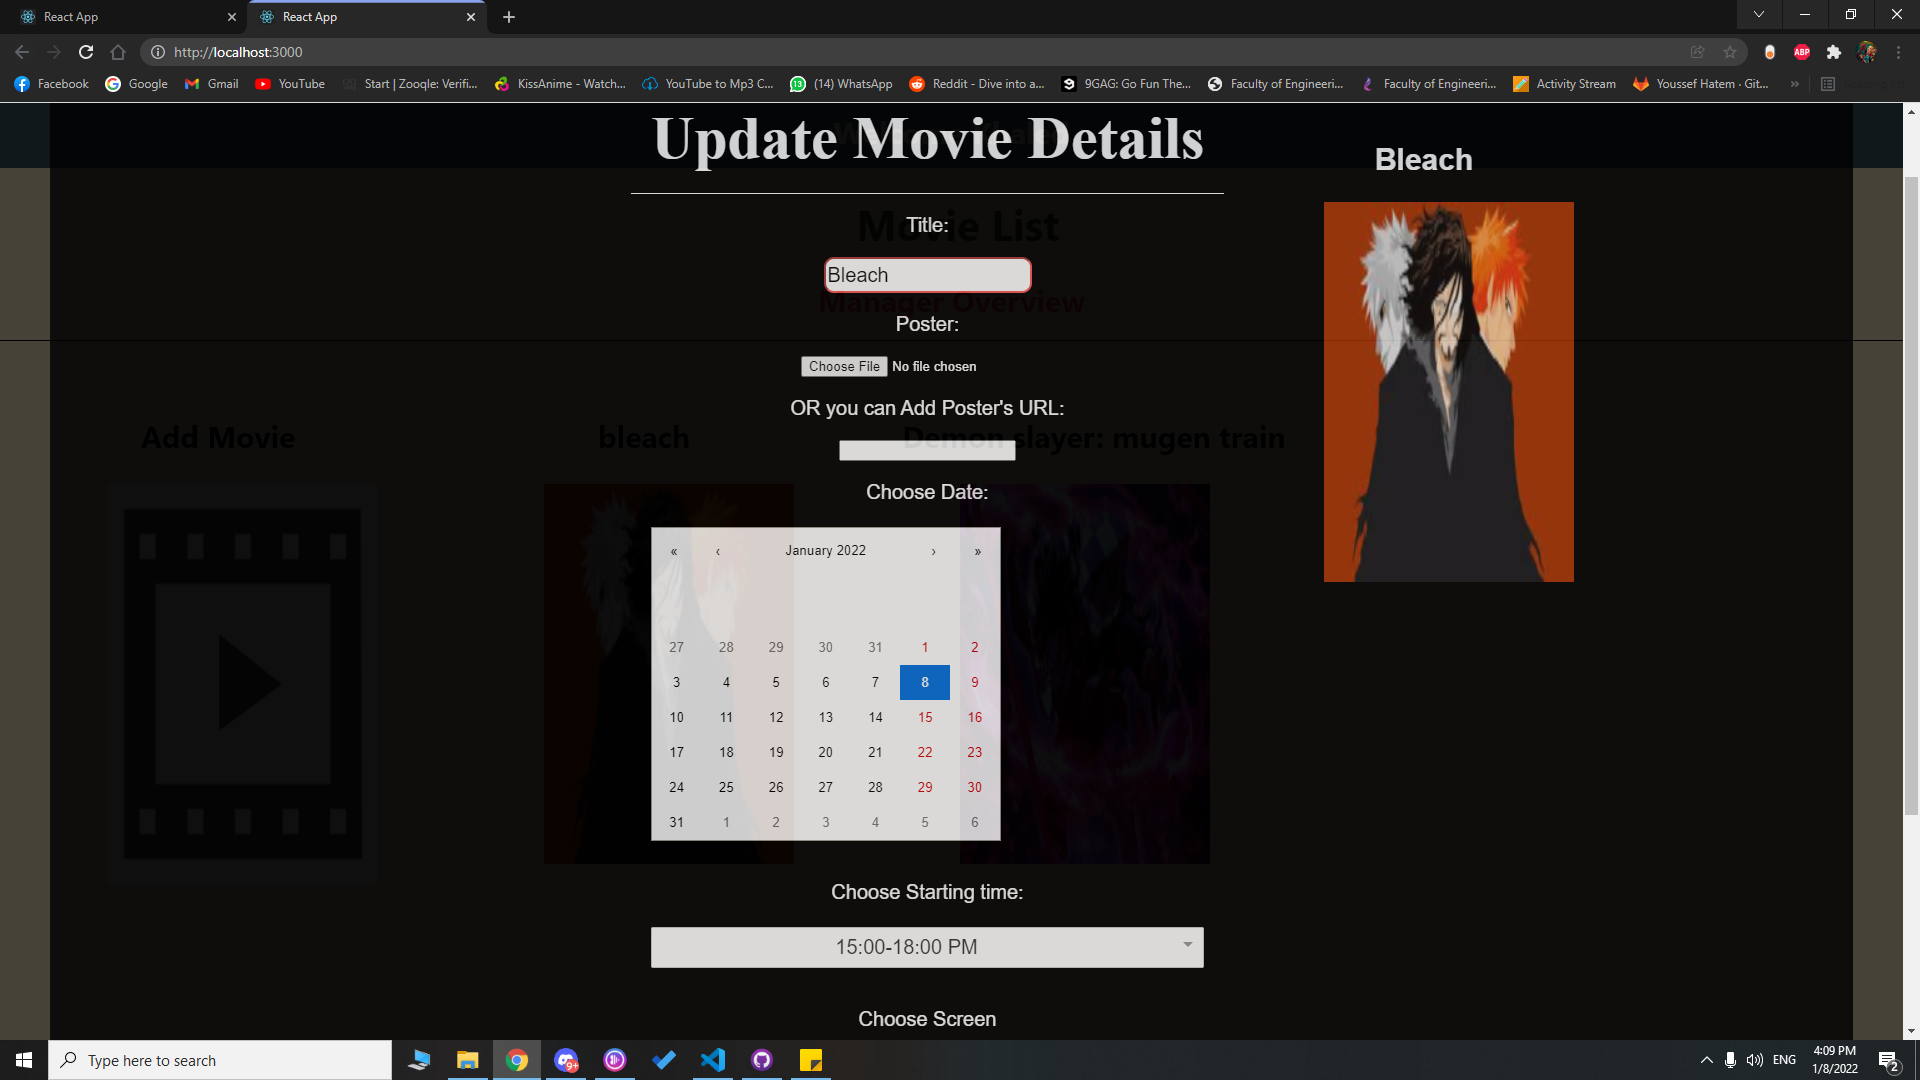 React App
React App
http://localhost:3000
Facebook
Google
Gmail
YouTube
Start | Zooqle: Verifi...
KissAnime - Watch...
YouTube to Mp3 C...
(14) WhatsApp
Reddit - Dive into a...
9GAG: Go Fun The...
Faculty of Engineeri...
Faculty of Engineeri...
Activity Stream
Youssef Hatem · Git...
»
Update Movie Details
Bleach
Title:
Movie List
Bleach
Manager Overview
Poster:
Choose File No file chosen
OR you can Add Poster's URL:
Add Movie
bleach
Demon slayer: mugen train
Choose Date:
« ‹ January 2022 › »
27 28 29 30 31 1 2
3 4 5 6 7 8 9
10 11 12 13 14 15 16
17 18 19 20 21 22 23
24 25 26 27 28 29 30
31 1 2 3 4 5 6
Choose Starting time:
15:00-18:00 PM
Choose Screen
Type here to search
9+
ENG
4:09 PM
1/8/2022
2